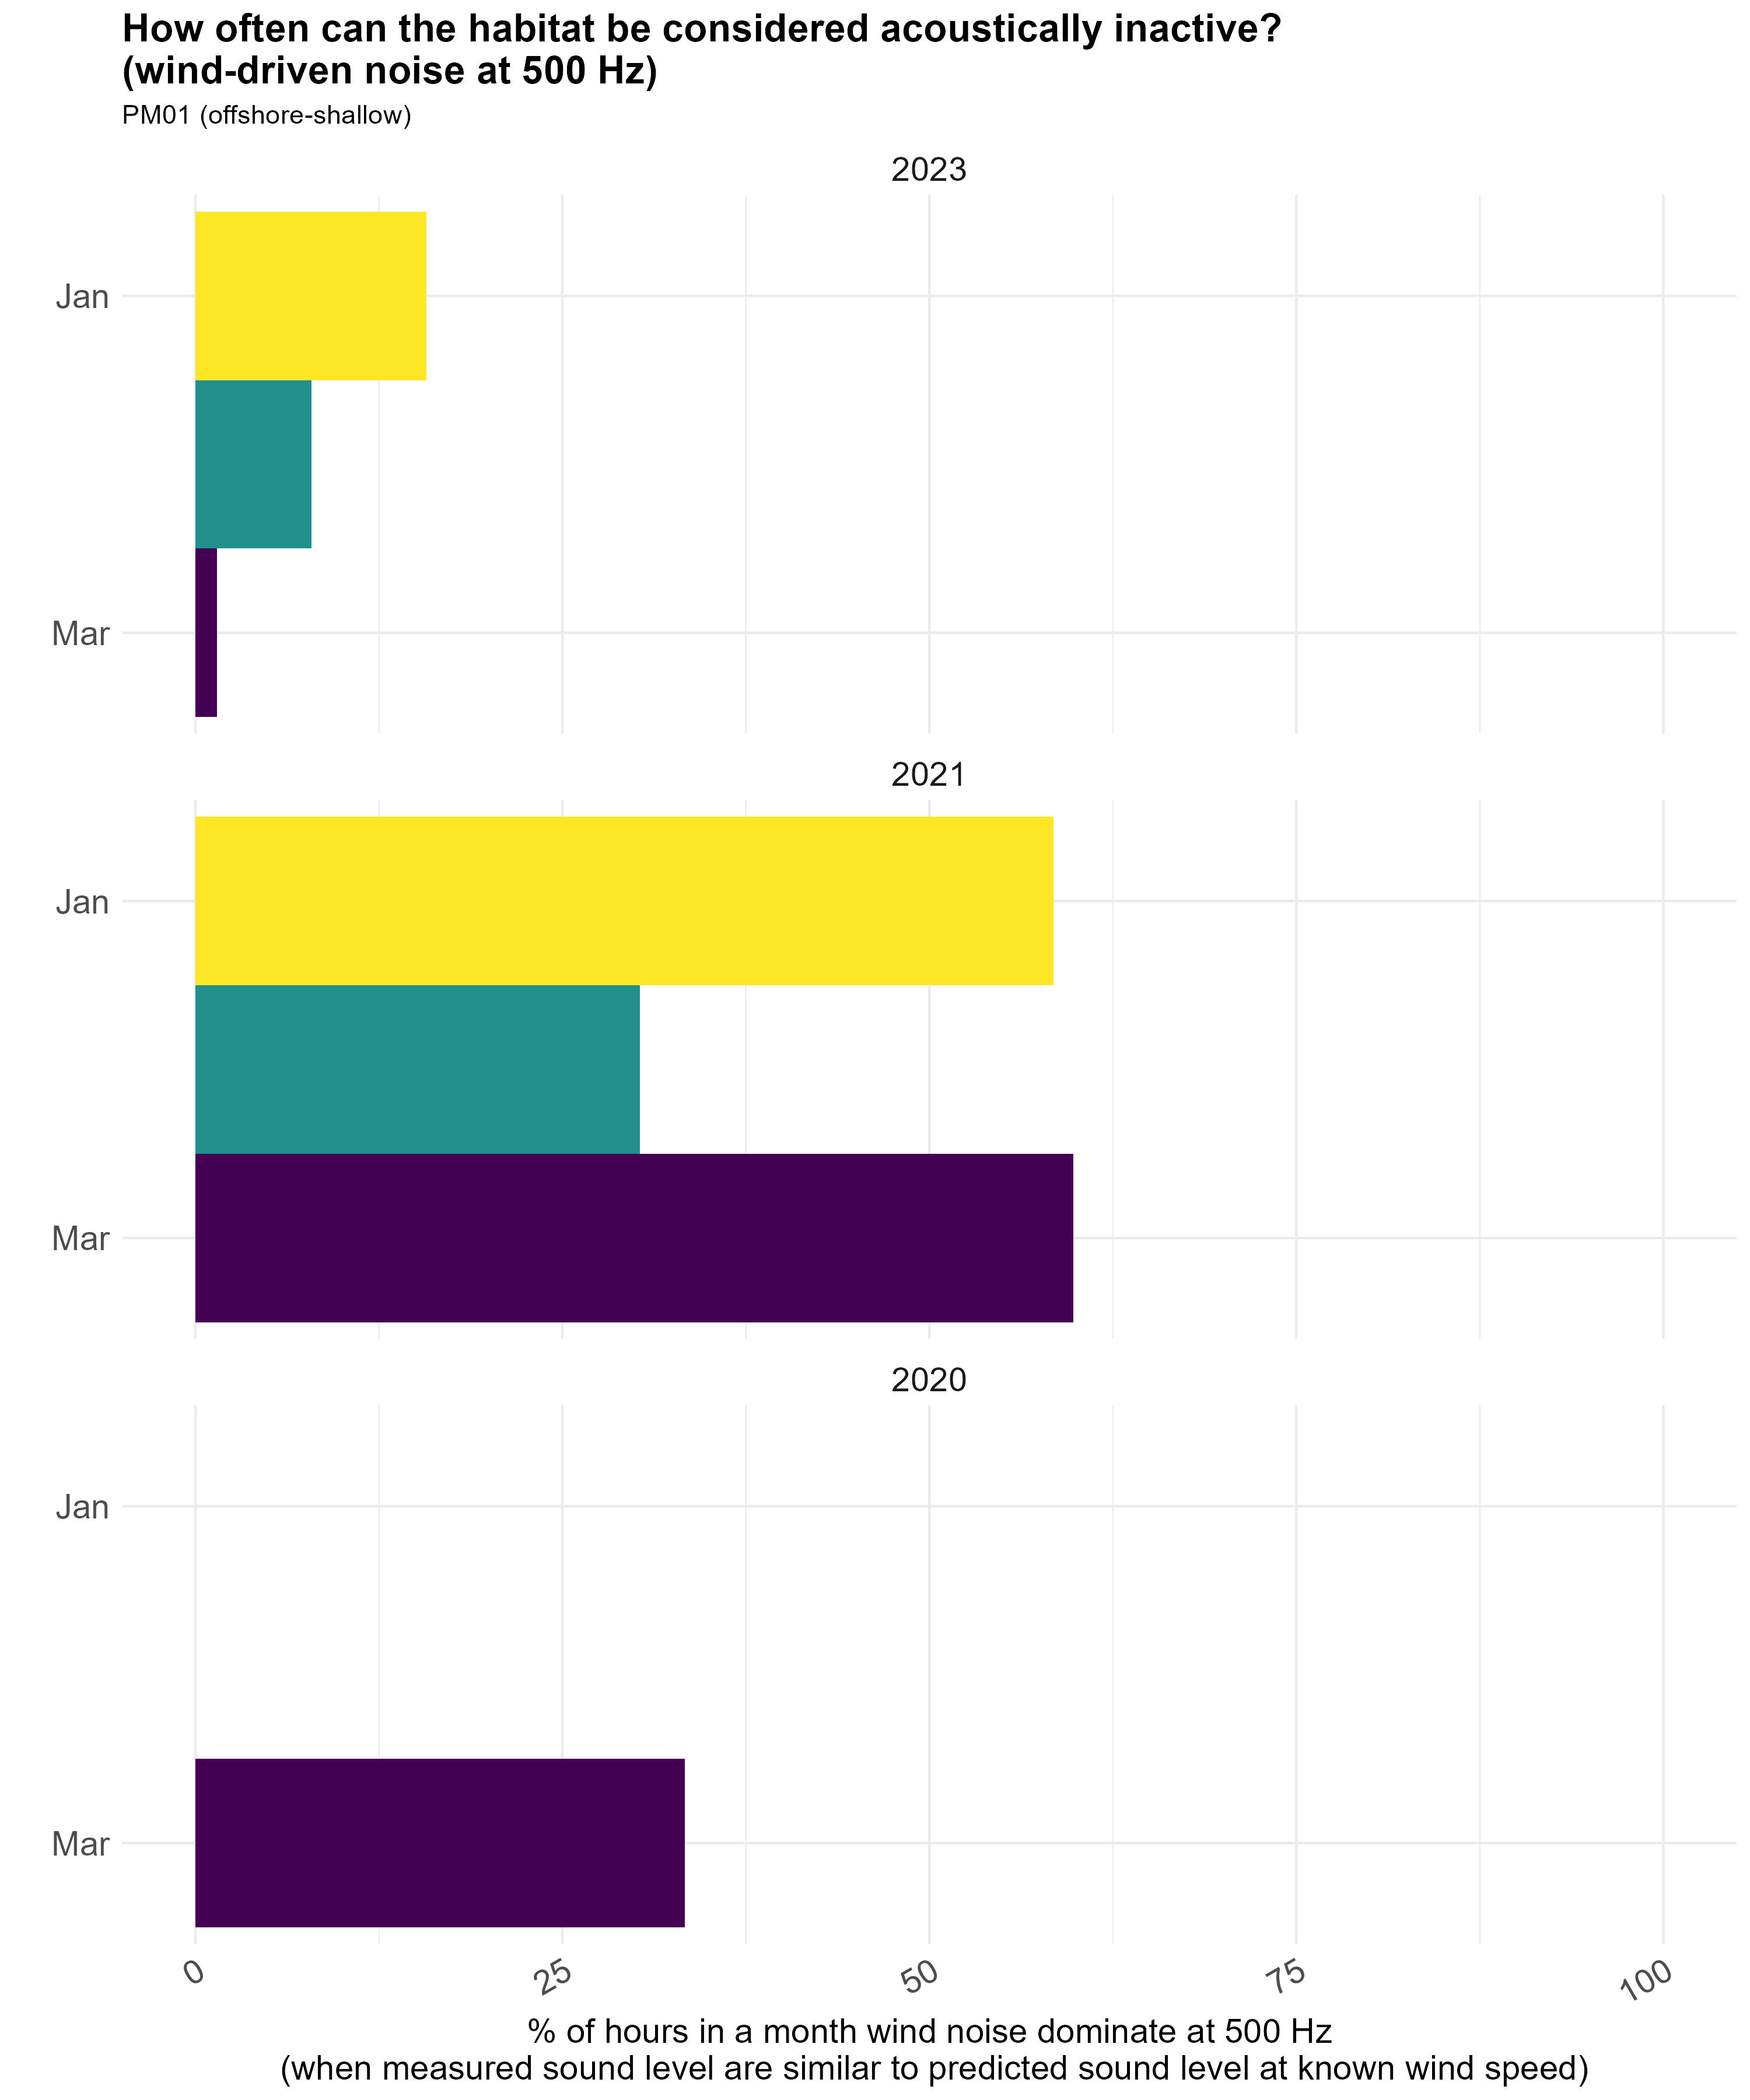 How often can the habitat be considered acoustically inactive?
(wind-driven noise at 500 Hz)
PM01 (offshore-shallow)
2023
Jan
Mar
2021
Jan
Mar
2020
Jan
Mar
0 25 50 75 100
% of hours in a month wind noise dominate at 500 Hz
(when measured sound level are similar to predicted sound level at known wind speed)